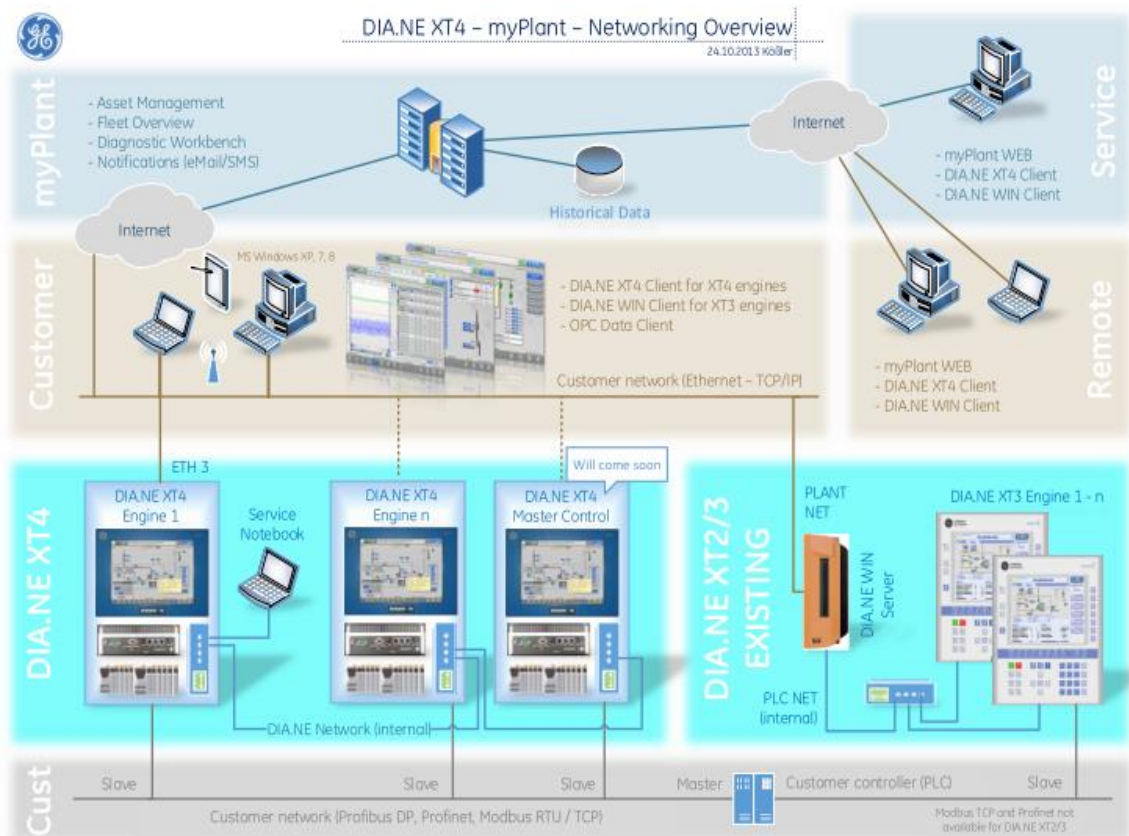 DIA.NE XT4 – myPlant – Networking Overview
24.10.2013 Kößler
myPlant
- Asset Management
- Fleet Overview
- Diagnostic Workbench
- Notifications (eMail/SMS)
Internet
Historical Data
Internet
Service
- myPlant WEB
- DIA.NE XT4 Client
- DIA.NE WIN Client
Customer
MS Windows XP, 7, 8
- DIA.NE XT4 Client for XT4 engines
- DIA.NE WIN Client for XT3 engines
- OPC Data Client
Customer network (Ethernet – TCP/IP)
Remote
- myPlant WEB
- DIA.NE XT4 Client
- DIA.NE WIN Client
DIA.NE XT4
ETH 3
DIA.NE XT4
Engine 1
Service
Notebook
DIA.NE XT4
Engine n
Will come soon
DIA.NE XT4
Master Control
DIA.NE Network (internal)
DIA.NE XT2/3
EXISTING
PLANT
NET
DIA.NE WIN
Server
DIA.NE XT3 Engine 1 - n
PLC NET
(internal)
Cust
Slave
Slave
Slave
Master
Customer controller (PLC)
Slave
Customer network (Profibus DP, Profinet, Modbus RTU / TCP)
Modbus TCP and Profinet not
available for DIA.NE XT2/3